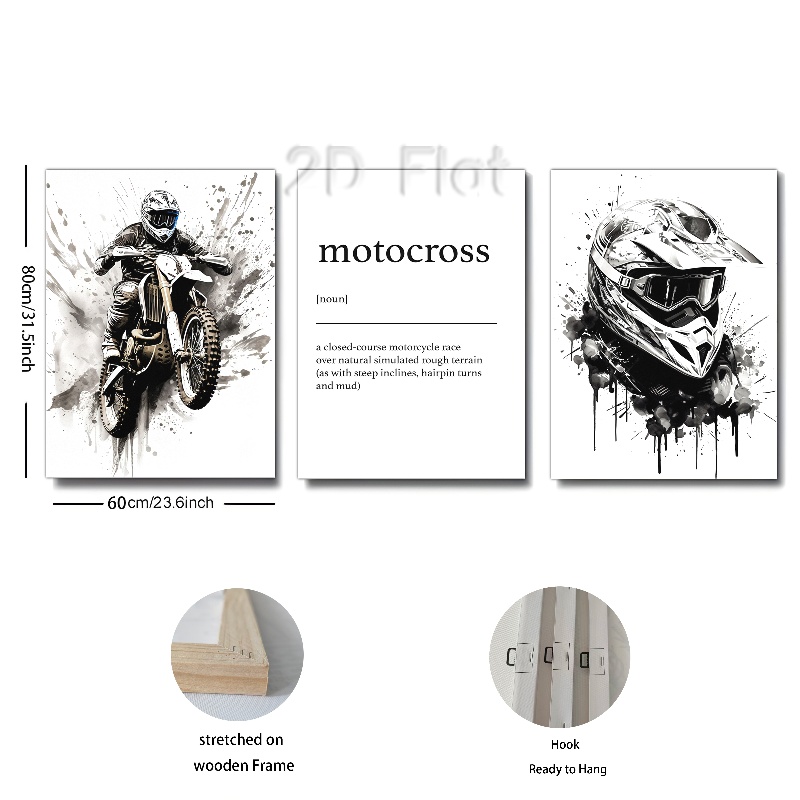 2D Flat
80cm/31.5inch
motocross
[noun]
a closed-course motorcycle race
over natural simulated rough terrain
(as with steep inclines, hairpin turns
and mud)
60cm/23.6inch
stretched on
wooden Frame
Hook
Ready to Hang